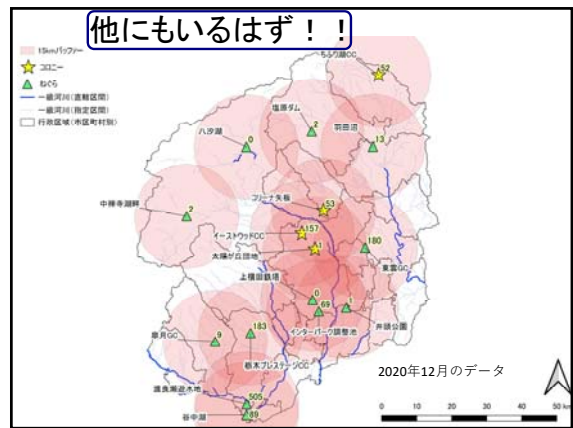 他にもいるはず！！
15kmバッファー
コロニー
ねぐら
一級河川(直轄区間)
一級河川(指定区間)
行政区域(市区町村別)
ちふり湖CC
52
塩原ダム
2
羽田沼
13
八汐湖
0
中禅寺湖畔
2
フリーナ矢板
53
イーストウッドCC
157
太陽が丘団地
1
180
東雲GC
上横田鉄塔
0
69
1
井頭公園
インターパーク調整池
皐月GC
9
183
栃木プレステージCC
渡良瀬遊水地
505
谷中湖
89
2020年12月のデータ
0 10 20 30 40 50 km